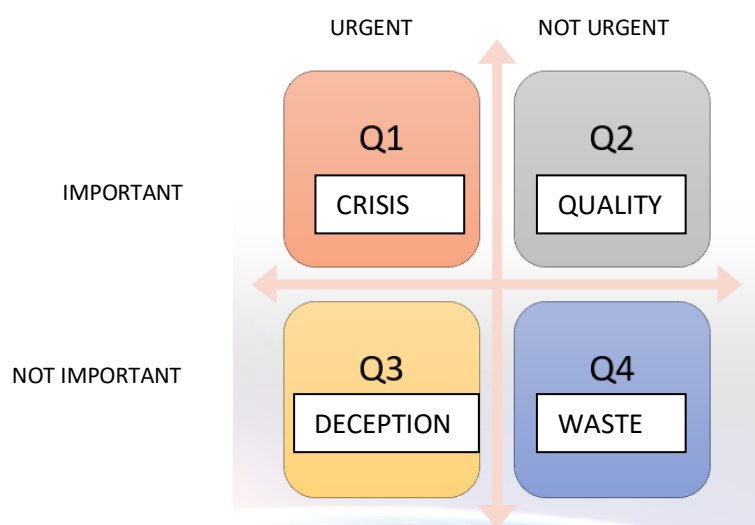 URGENT NOT URGENT
Q1 Q2
IMPORTANT CRISIS QUALITY
Q3 Q4
NOT IMPORTANT DECEPTION WASTE